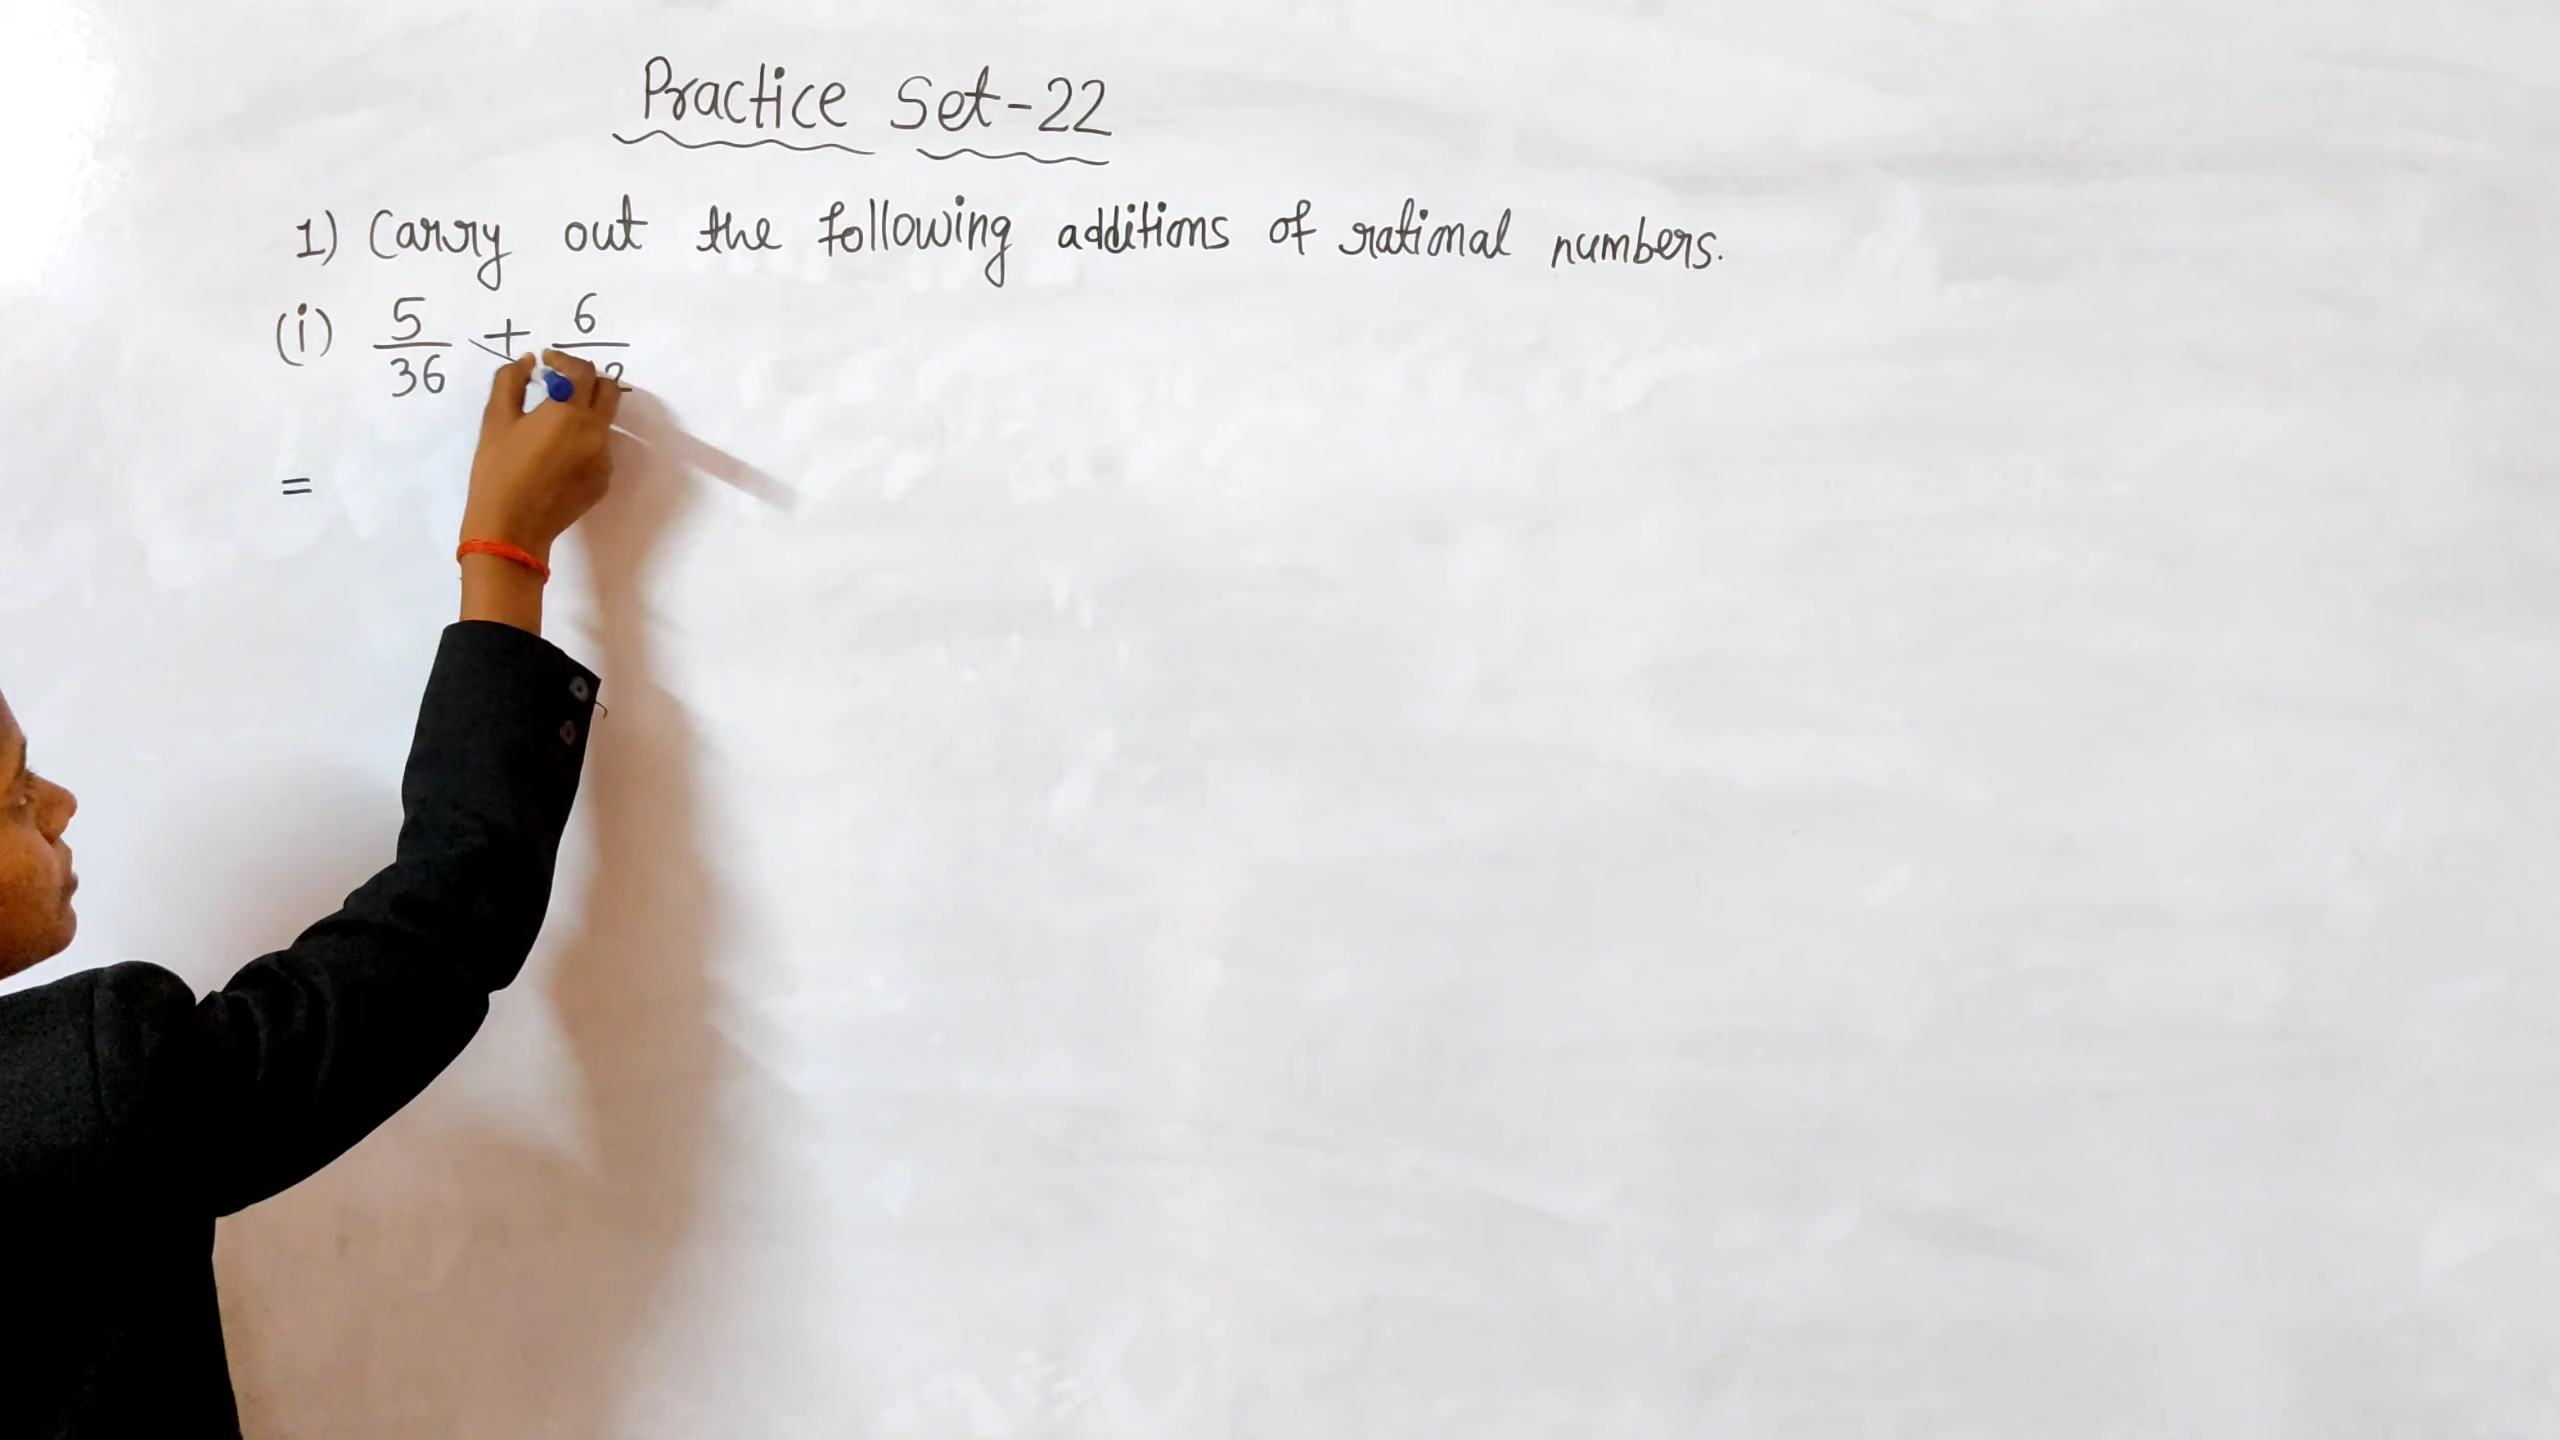 Practice Set-22
1) Carry out the following additions of rational numbers.
(i) 5/36 + 6/
=